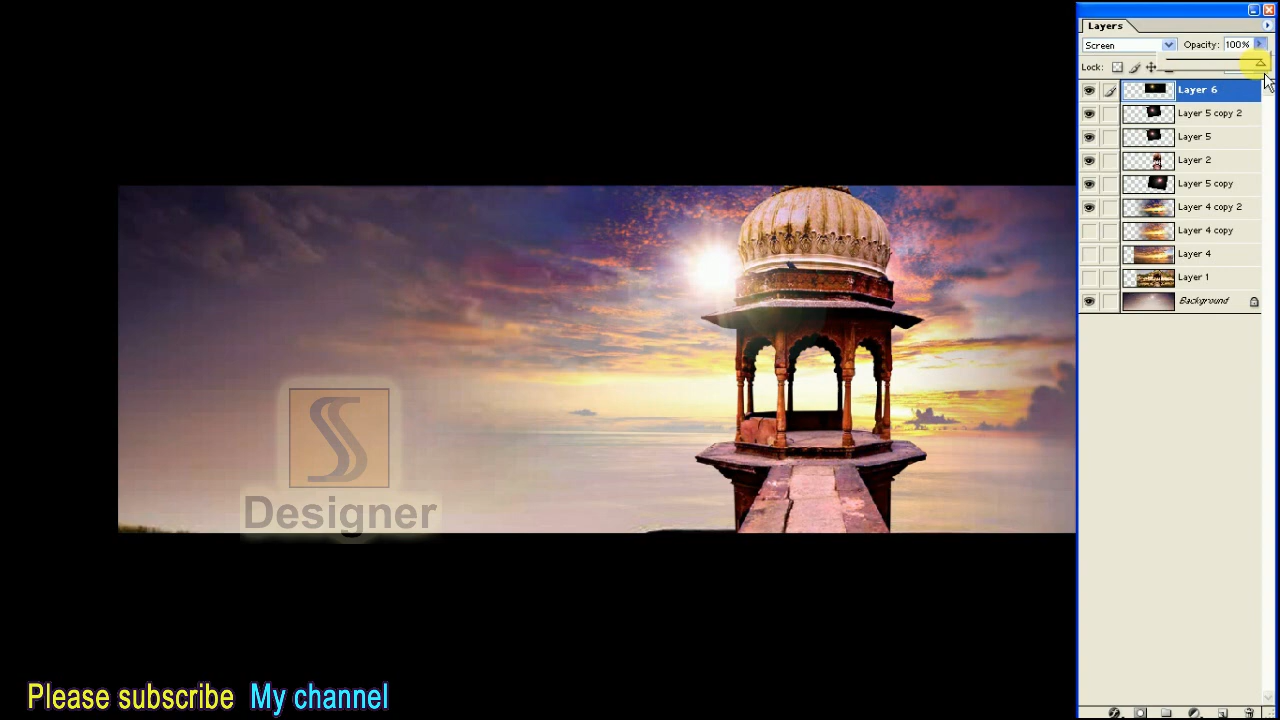 Layers
Screen
Opacity: 100%
Lock:
Layer 6
Layer 5 copy 2
Layer 5
Layer 2
Layer 5 copy
Layer 4 copy 2
Layer 4 copy
Layer 4
Layer 1
Background
S
Designer
Please subscribe My channel